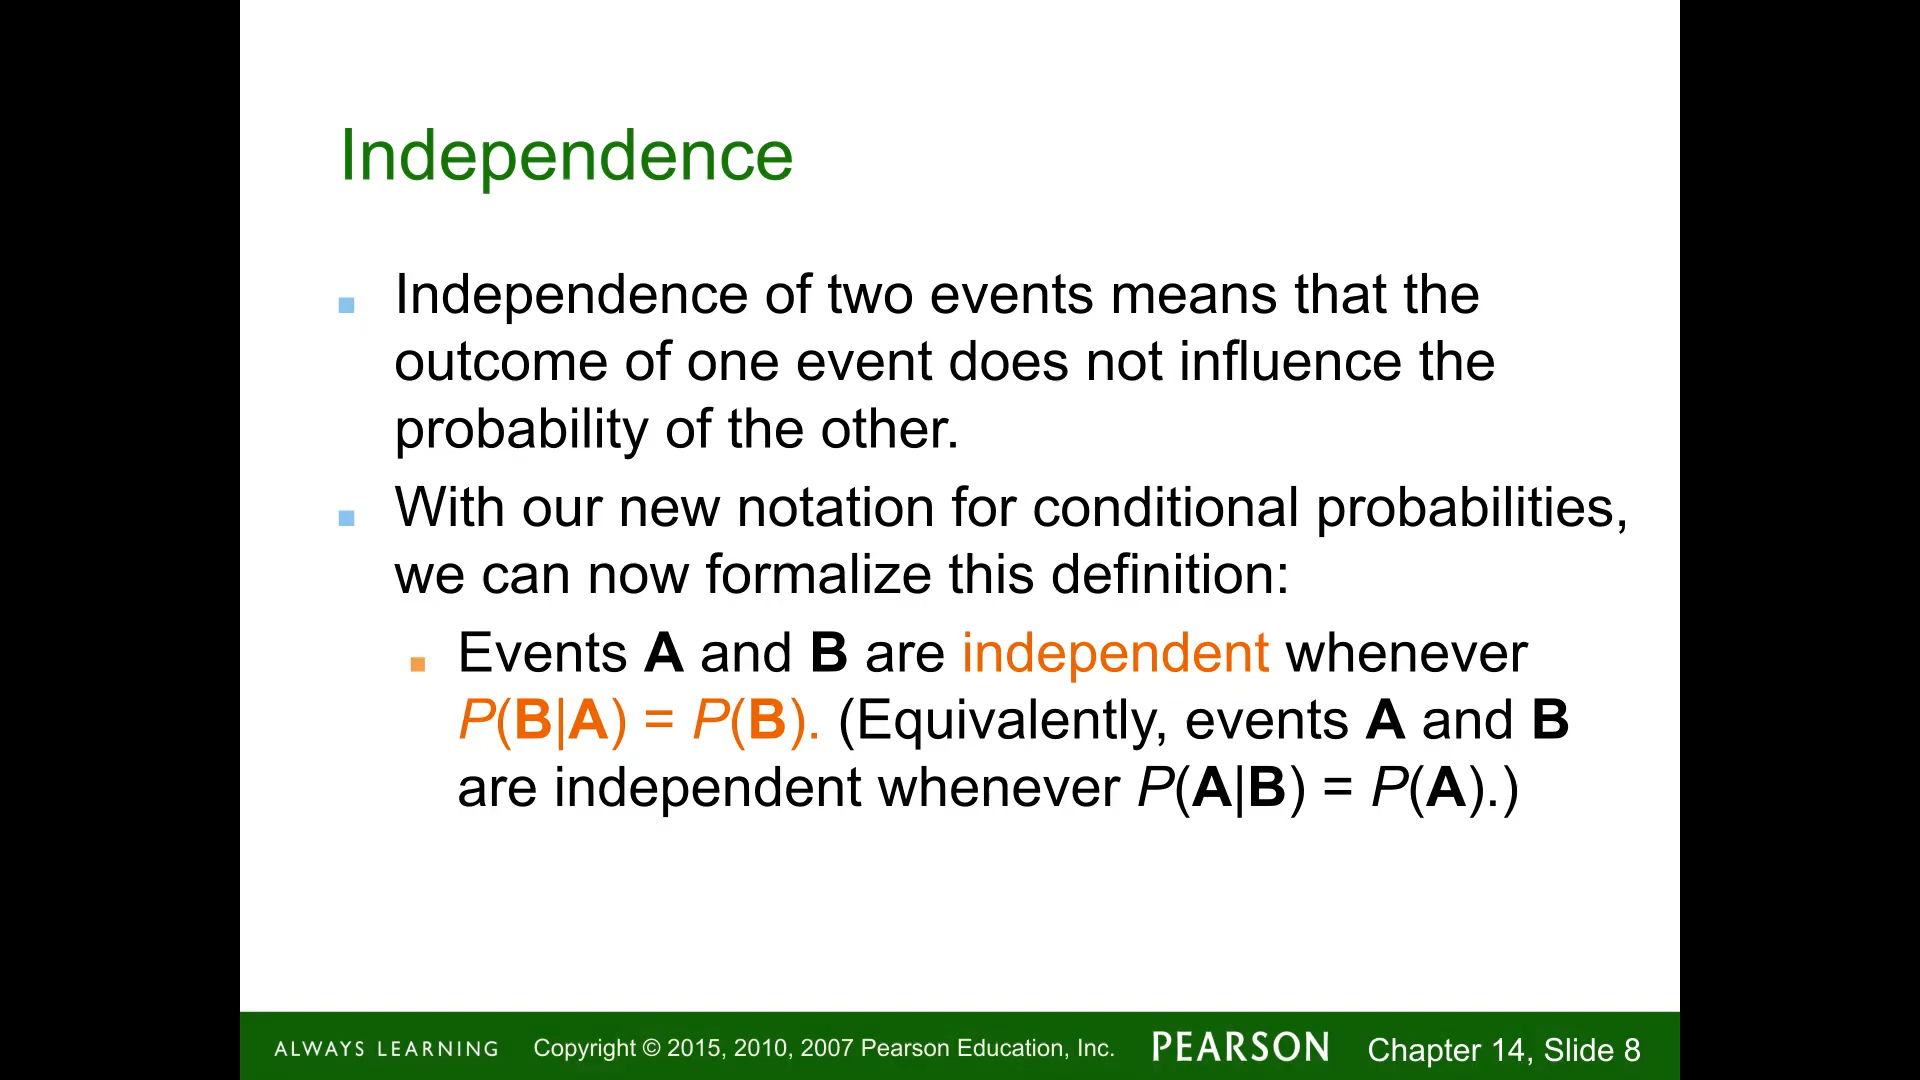 Independence
Independence of two events means that the
outcome of one event does not influence the
probability of the other.
With our new notation for conditional probabilities,
we can now formalize this definition:
Events A and B are independent whenever
P(B|A) = P(B). (Equivalently, events A and B
are independent whenever P(A|B) = P(A).)
ALWAYS LEARNING Copyright © 2015, 2010, 2007 Pearson Education, Inc. PEARSON Chapter 14, Slide 8